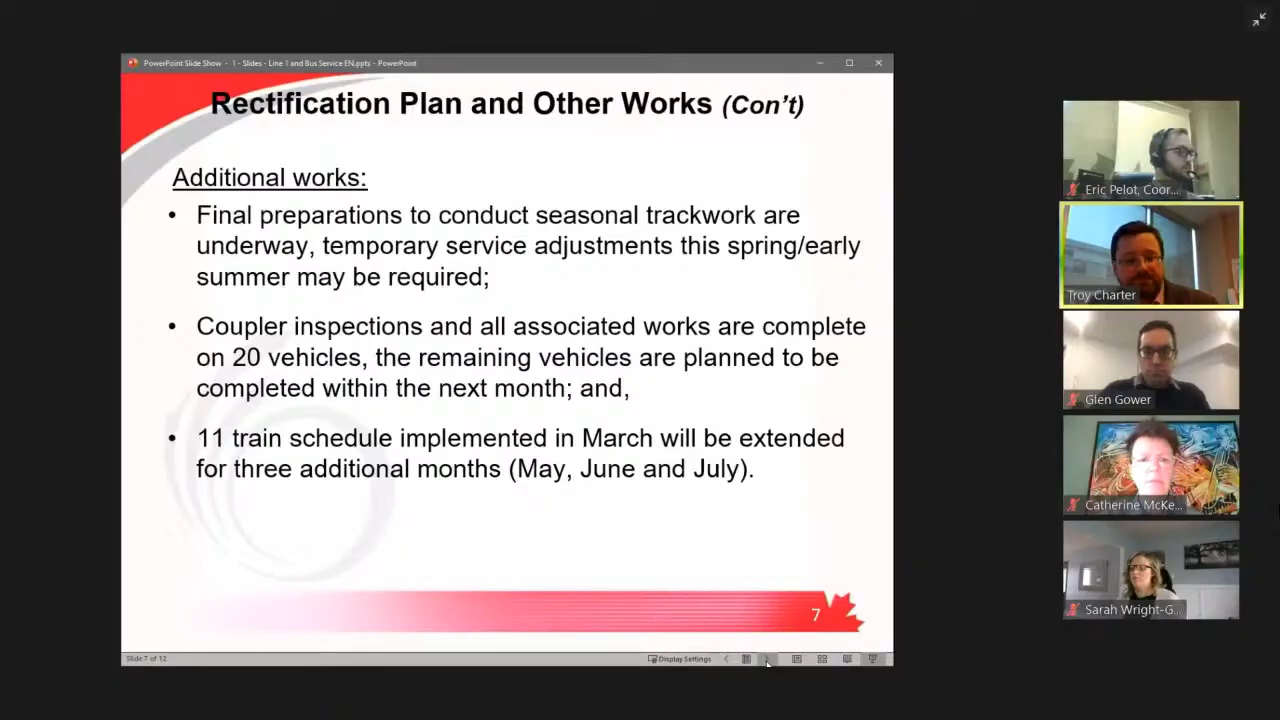 PowerPoint Slide Show - 1 - Slides - Line 1 and Bus Service EN.ppts - PowerPoint
Rectification Plan and Other Works (Con't)
Additional works:
• Final preparations to conduct seasonal trackwork are
underway, temporary service adjustments this spring/early
summer may be required;
• Coupler inspections and all associated works are complete
on 20 vehicles, the remaining vehicles are planned to be
completed within the next month; and,
• 11 train schedule implemented in March will be extended
for three additional months (May, June and July).
7
Slide 7 of 12
Display Settings
Eric Pelot, Coor...
Troy Charter
Glen Gower
Catherine McKe...
Sarah Wright-G...